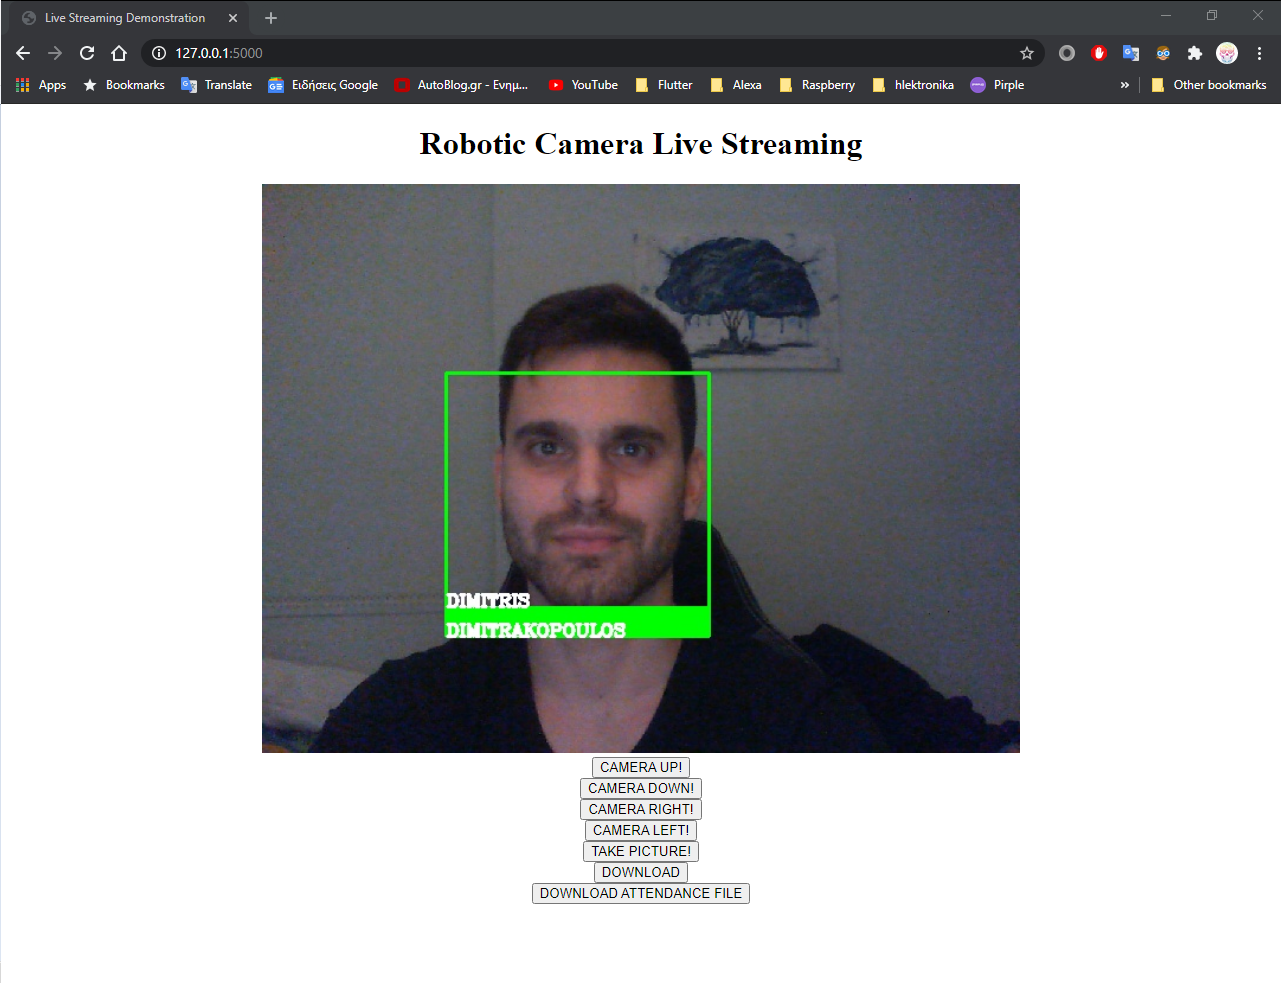 Live Streaming Demonstration
127.0.0.1:5000
Apps Bookmarks Translate Ειδήσεις Google AutoBlog.gr - Ενημ... YouTube Flutter Alexa Raspberry hlektronika Pirple » Other bookmarks
Robotic Camera Live Streaming
DIMITRIS
DIMITRAKOPOULOS
CAMERA UP!
CAMERA DOWN!
CAMERA RIGHT!
CAMERA LEFT!
TAKE PICTURE!
DOWNLOAD
DOWNLOAD ATTENDANCE FILE